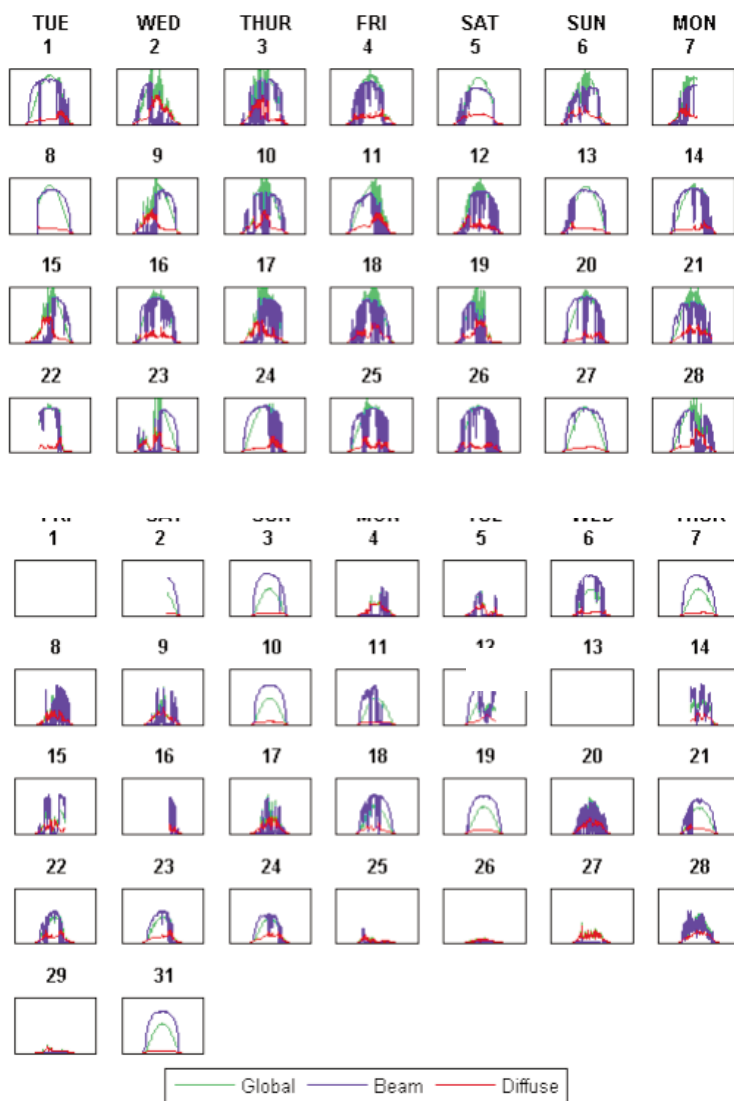 TUE WED THUR FRI SAT SUN MON
1 2 3 4 5 6 7
8 9 10 11 12 13 14
15 16 17 18 19 20 21
22 23 24 25 26 27 28
1 2 3 4 5 6 7
8 9 10 11 13 14
15 16 17 18 19 20 21
22 23 24 25 26 27 28
29 31
Global Beam Diffuse